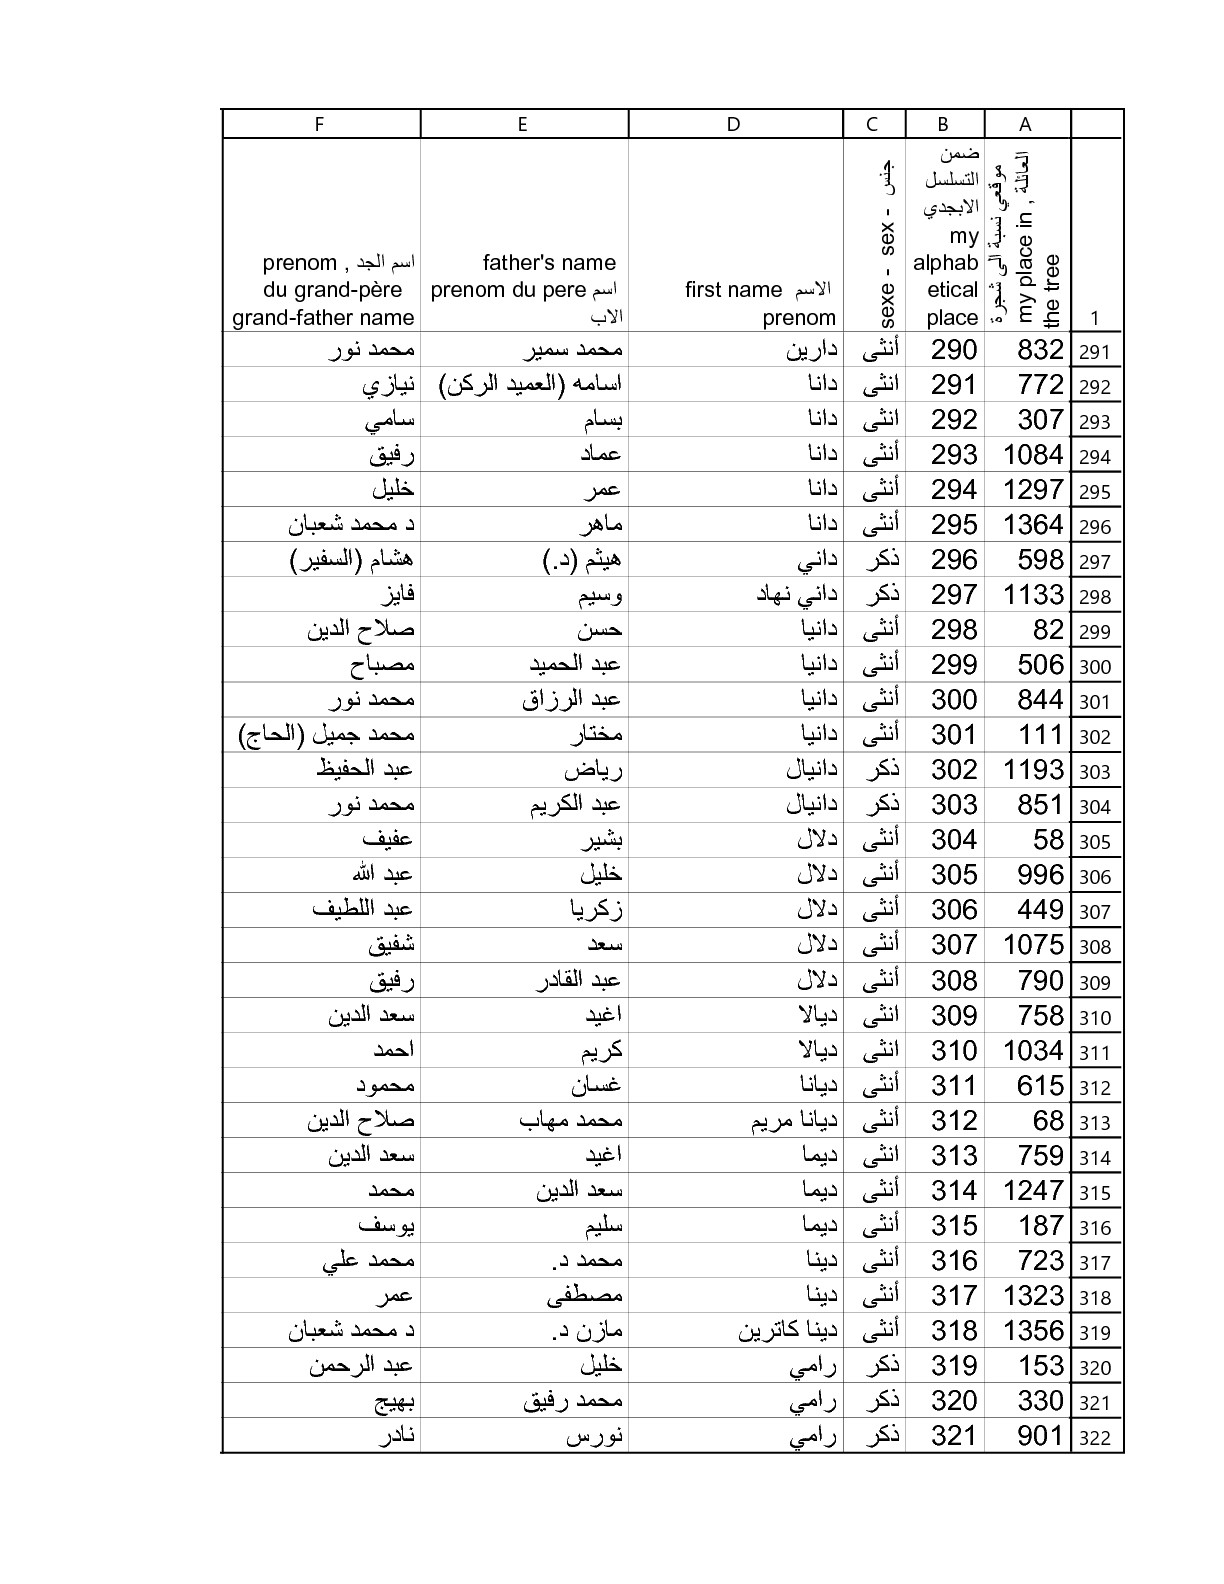 A B C D E F
1
موقعي نسبة الى شجرة
العائلة , my place in
the tree
ضمن
التسلسل
الابجدي
my
alphab
etical
place
sexe - sex - جنس
first name الاسم
prenom
father's name
prenom du pere اسم
الاب
prenom , اسم الجد
du grand-père
grand-father name
291 832 290 أنثى دارين محمد سمير محمد نور
292 772 291 انثى دانا اسامه (العميد الركن) نيازي
293 307 292 انثى دانا بسام سامي
294 1084 293 أنثى دانا عماد رفيق
295 1297 294 أنثى دانا عمر خليل
296 1364 295 أنثى دانا ماهر د محمد شعبان
297 598 296 ذكر داني هيثم (د.) هشام (السفير)
298 1133 297 ذكر داني نهاد وسيم فايز
299 82 298 أنثى دانيا حسن صلاح الدين
300 506 299 أنثى دانيا عبد الحميد مصباح
301 844 300 أنثى دانيا عبد الرزاق محمد نور
302 111 301 أنثى دانيا مختار محمد جميل (الحاج)
303 1193 302 ذكر دانيال رياض عبد الحفيظ
304 851 303 ذكر دانيال عبد الكريم محمد نور
305 58 304 أنثى دلال بشير عفيف
306 996 305 أنثى دلال خليل عبد الله
307 449 306 أنثى دلال زكريا عبد اللطيف
308 1075 307 أنثى دلال سعد شفيق
309 790 308 أنثى دلال عبد القادر رفيق
310 758 309 انثى ديالا اغيد سعد الدين
311 1034 310 انثى ديالا كريم احمد
312 615 311 أنثى ديانا غسان محمود
313 68 312 أنثى ديانا مريم محمد مهاب صلاح الدين
314 759 313 انثى ديما اغيد سعد الدين
315 1247 314 أنثى ديما سعد الدين محمد
316 187 315 أنثى ديما سليم يوسف
317 723 316 أنثى دينا محمد د. محمد علي
318 1323 317 أنثى دينا مصطفى عمر
319 1356 318 أنثى دينا كاترين مازن د. د محمد شعبان
320 153 319 ذكر رامي خليل عبد الرحمن
321 330 320 ذكر رامي محمد رفيق بهيج
322 901 321 ذكر رامي نورس نادر